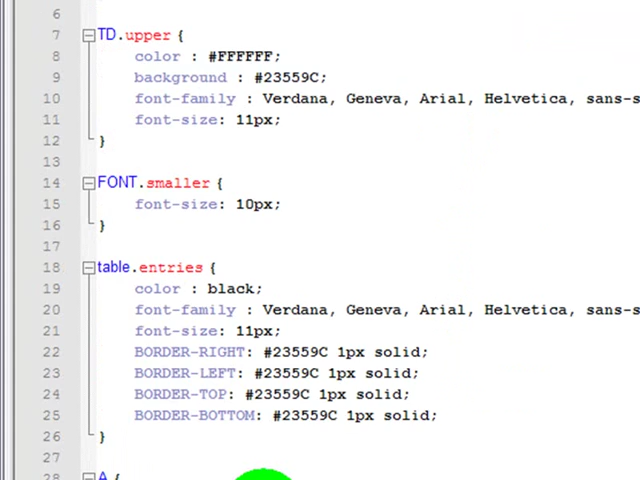 6
7 TD.upper {
8 color : #FFFFFF;
9 background : #23559C;
10 font-family : Verdana, Geneva, Arial, Helvetica, sans-s
11 font-size: 11px;
12 }
13
14 FONT.smaller {
15 font-size: 10px;
16 }
17
18 table.entries {
19 color : black;
20 font-family : Verdana, Geneva, Arial, Helvetica, sans-s
21 font-size: 11px;
22 BORDER-RIGHT: #23559C 1px solid;
23 BORDER-LEFT: #23559C 1px solid;
24 BORDER-TOP: #23559C 1px solid;
25 BORDER-BOTTOM: #23559C 1px solid;
26 }
27
28 A {